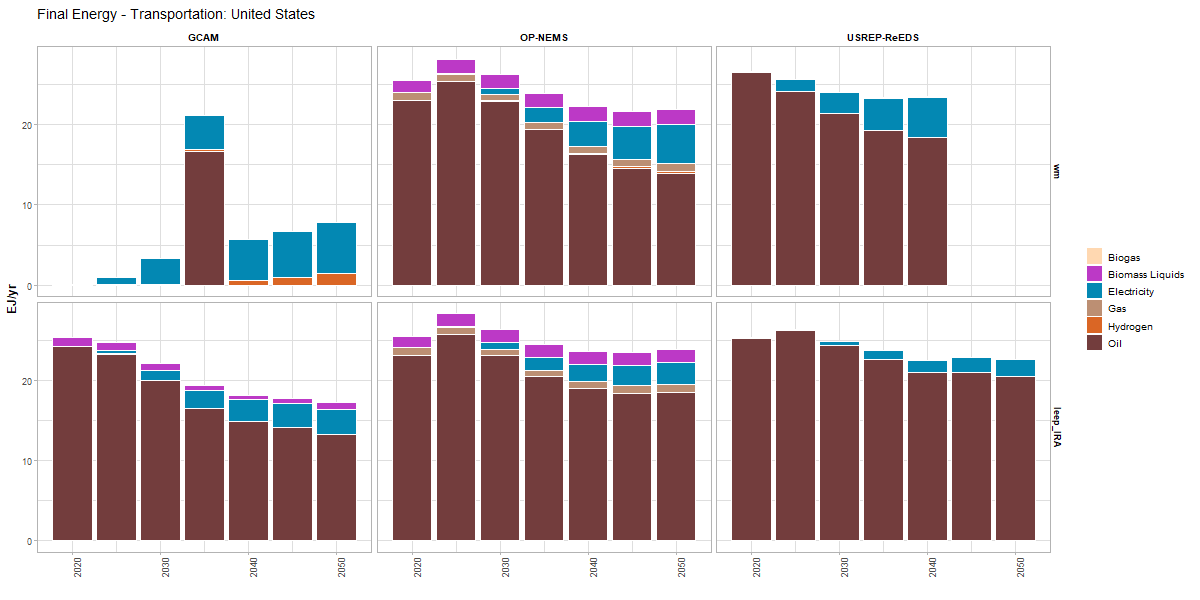 Final Energy - Transportation: United States
GCAM
OP-NEMS
USREP-ReEDS
EJ/yr
20
10
0
wm
20
10
0
leep_IRA
2020
2030
2040
2050
2020
2030
2040
2050
2020
2030
2040
2050
Biogas
Biomass Liquids
Electricity
Gas
Hydrogen
Oil